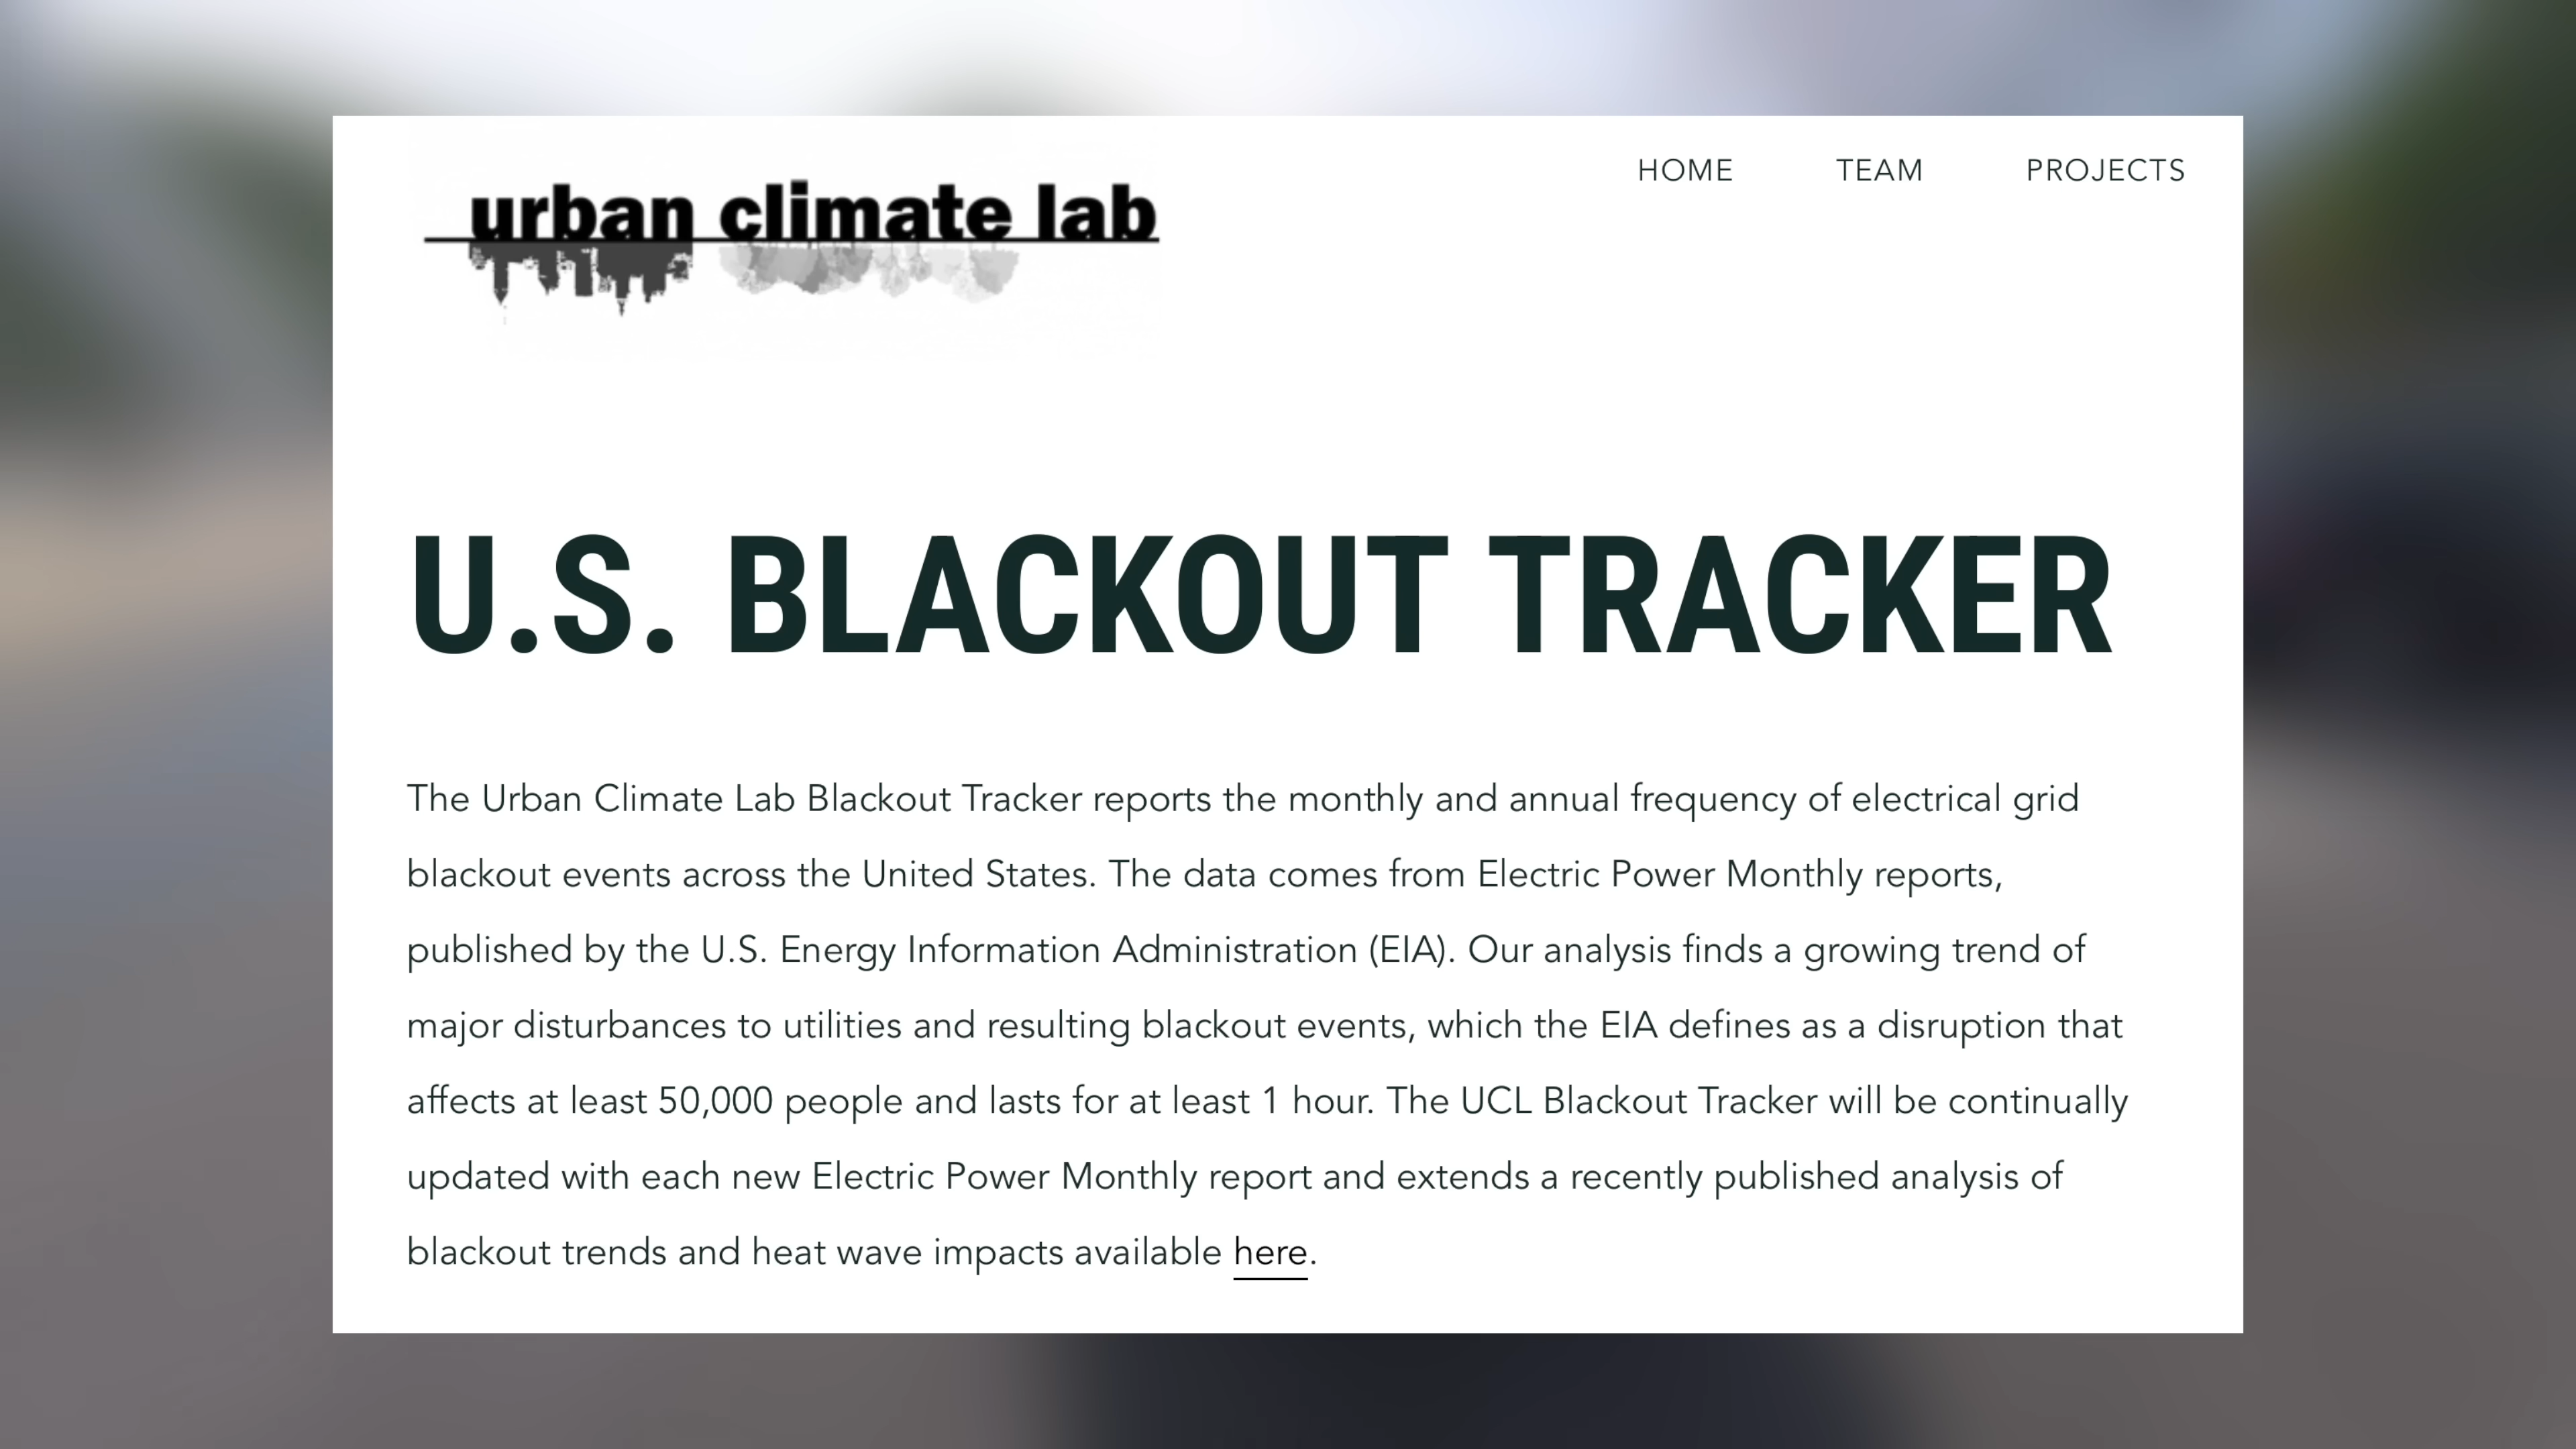 urban climate lab
HOME TEAM PROJECTS
U.S. BLACKOUT TRACKER
The Urban Climate Lab Blackout Tracker reports the monthly and annual frequency of electrical grid
blackout events across the United States. The data comes from Electric Power Monthly reports,
published by the U.S. Energy Information Administration (EIA). Our analysis finds a growing trend of
major disturbances to utilities and resulting blackout events, which the EIA defines as a disruption that
affects at least 50,000 people and lasts for at least 1 hour. The UCL Blackout Tracker will be continually
updated with each new Electric Power Monthly report and extends a recently published analysis of
blackout trends and heat wave impacts available here.